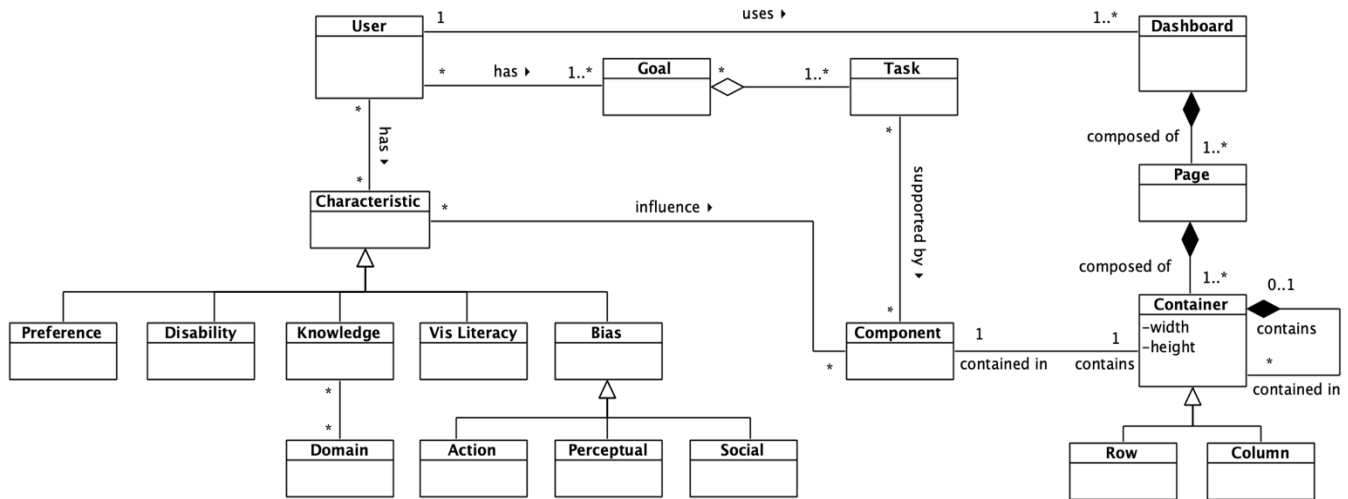 User
1
uses ▸
1..*
Dashboard
*
has ▸
1..*
Goal
*
1..*
Task
*
has ▸
*
*
supported by ▸
*
composed of
1..*
Page
Characteristic
*
influence ▸
*
composed of
1..*
Container
-width
-height
0..1
contains
*
contained in
Preference
Disability
Knowledge
Vis Literacy
Bias
Component
1
contained in
1
contains
*
*
Domain
Action
Perceptual
Social
Row
Column